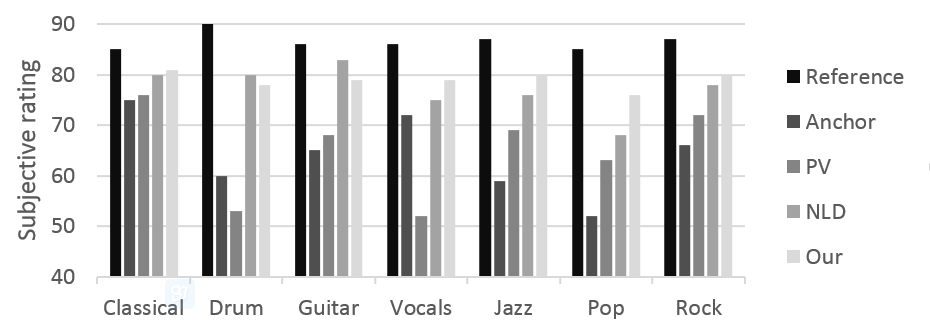 90
80
70
60
50
40
Subjective rating
Classical Drum Guitar Vocals Jazz Pop Rock
Reference
Anchor
PV
NLD
Our